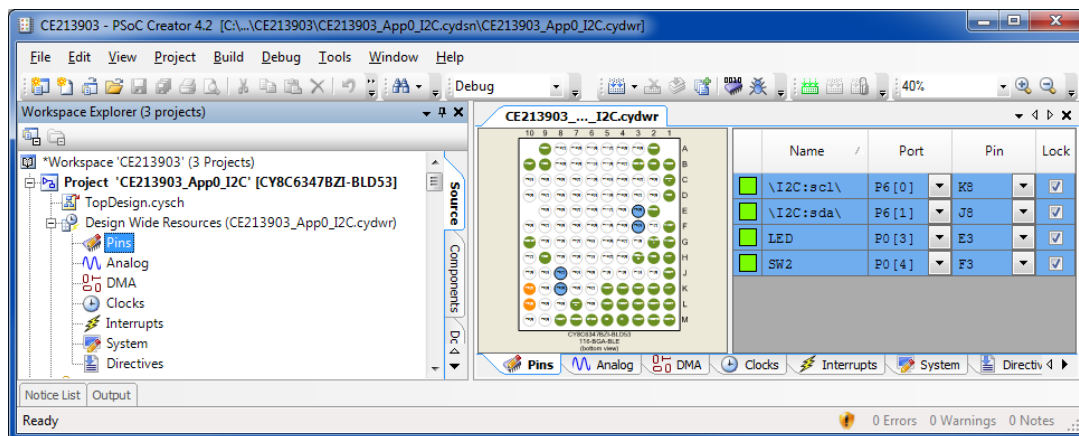 CE213903 - PSoC Creator 4.2 [C:\...\CE213903\CE213903_App0_I2C.cydsn\CE213903_App0_I2C.cydwr]
File Edit View Project Build Debug Tools Window Help
Debug 40%
Workspace Explorer (3 projects)
*Workspace 'CE213903' (3 Projects)
Project 'CE213903_App0_I2C' [CY8C6347BZI-BLD53]
TopDesign.cysch
Design Wide Resources (CE213903_App0_I2C.cydwr)
Pins
Analog
DMA
Clocks
Interrupts
System
Directives
Source
Components
CE213903_..._I2C.cydwr
10 9 8 7 6 5 4 3 2 1
A
B
C
D
E
F
G
H
J
K
L
M
CY8C6347BZI-BLD53
116-BGA-BLE
(bottom view)
Name / Port Pin Lock
\I2C:scl\ P6[0] K8
\I2C:sda\ P6[1] J8
LED P0[3] E3
SW2 P0[4] F3
Pins Analog DMA Clocks Interrupts System Directiv
Notice List Output
Ready 0 Errors 0 Warnings 0 Notes